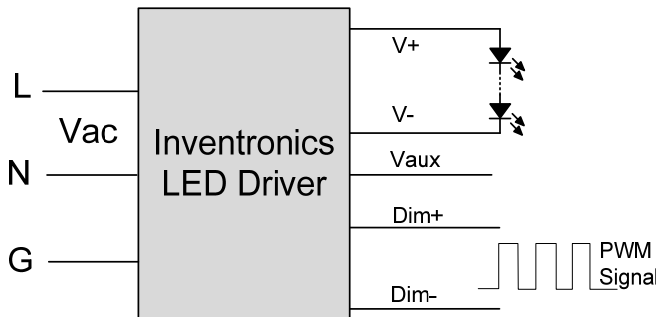 L
Vac
N
G
Inventronics
LED Driver
V+
V-
Vaux
Dim+
Dim-
PWM
Signal